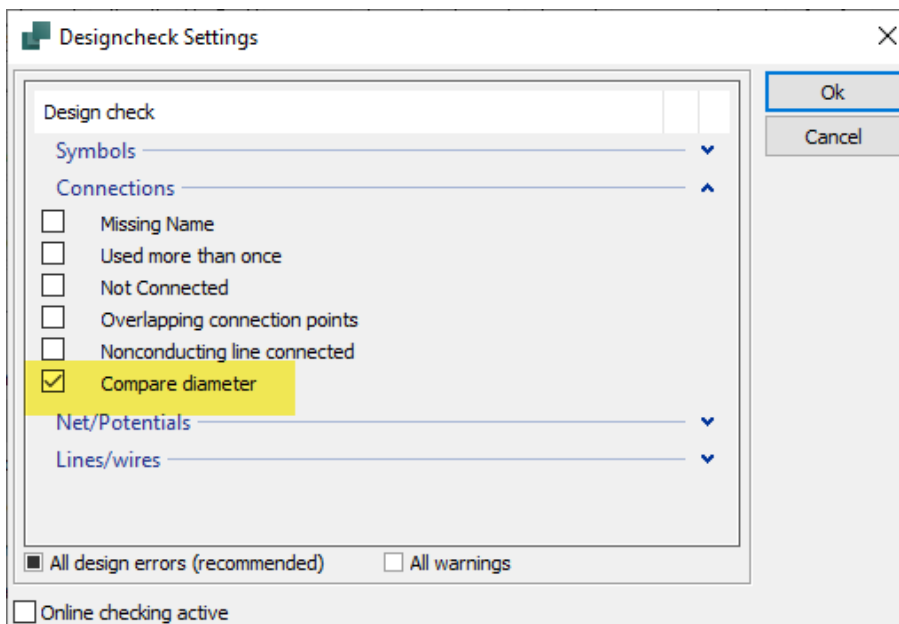 Designcheck Settings
Ok
Cancel
Design check
Symbols
Connections
Missing Name
Used more than once
Not Connected
Overlapping connection points
Nonconducting line connected
Compare diameter
Net/Potentials
Lines/wires
All design errors (recommended) All warnings
Online checking active